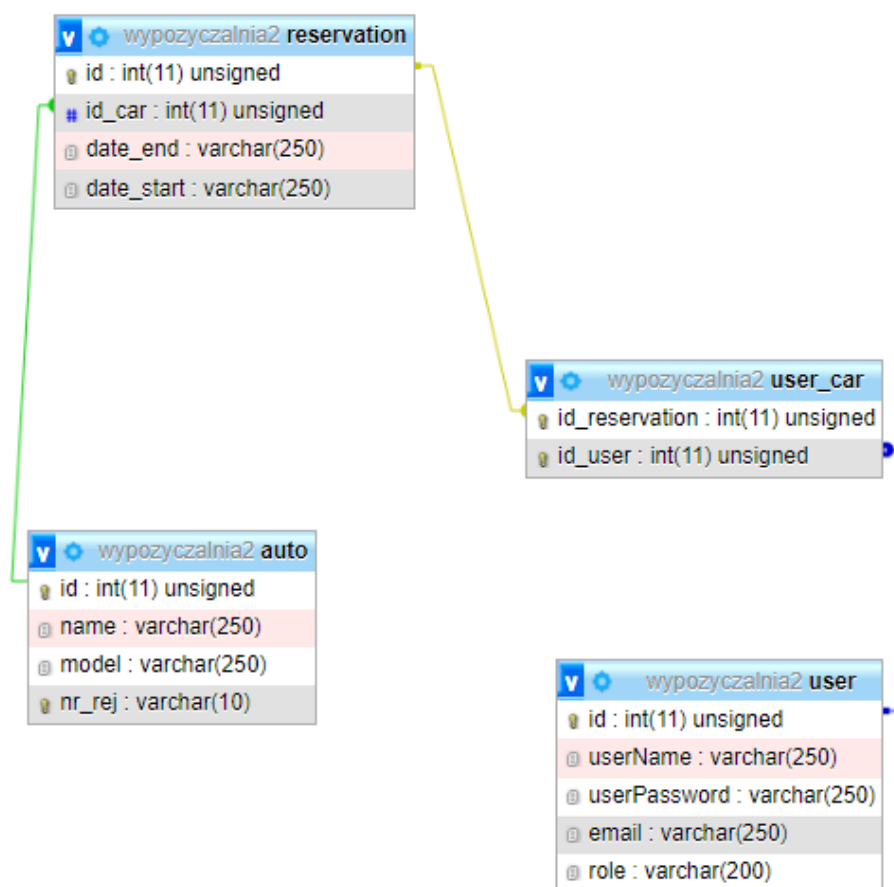 wypozyczalnia2 reservation
id : int(11) unsigned
id_car : int(11) unsigned
date_end : varchar(250)
date_start : varchar(250)
wypozyczalnia2 user_car
id_reservation : int(11) unsigned
id_user : int(11) unsigned
wypozyczalnia2 auto
id : int(11) unsigned
name : varchar(250)
model : varchar(250)
nr_rej : varchar(10)
wypozyczalnia2 user
id : int(11) unsigned
userName : varchar(250)
userPassword : varchar(250)
email : varchar(250)
role : varchar(200)